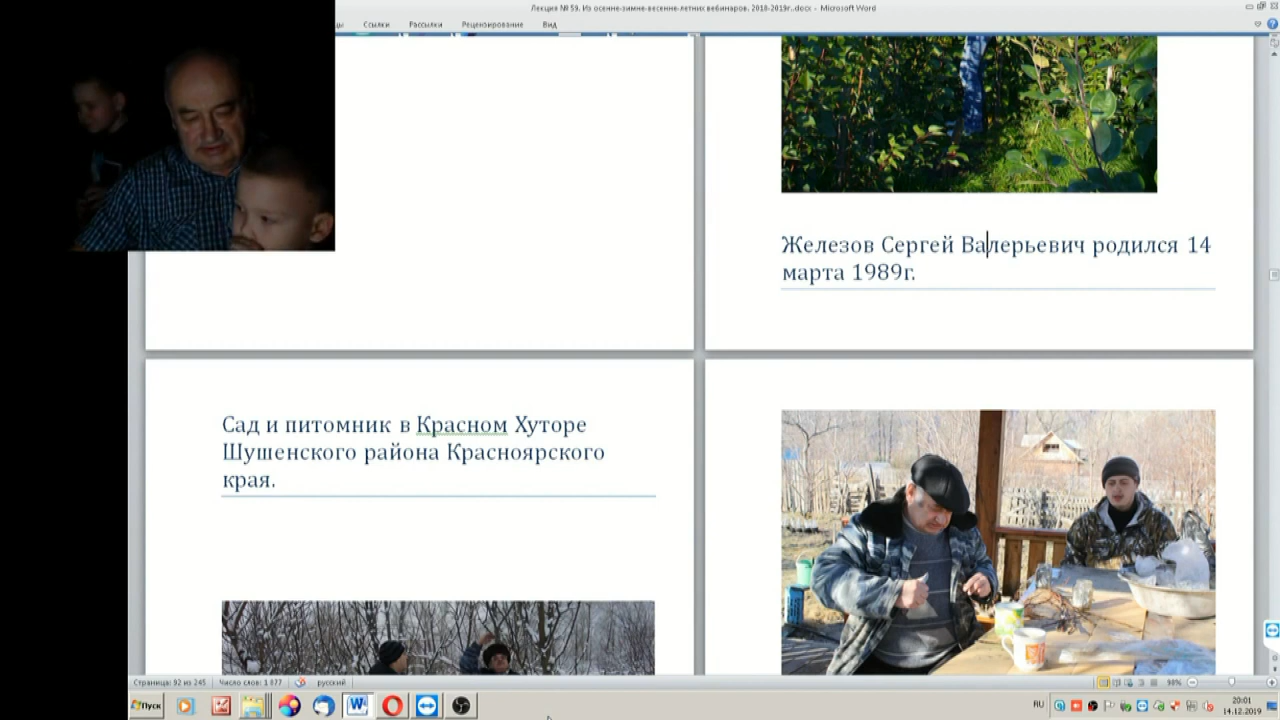 Лекция № 59. Из осенне-зимне-весенне-летних вебинаров. 2018-2019г..docx - Microsoft Word
Ссылки Рассылки Рецензирование Вид
Железов Сергей Валерьевич родился 14
марта 1989г.
Сад и питомник в Красном Хуторе
Шушенского района Красноярского
края.
Страница: 92 из 245 Число слов: 1 877 русский 98%
Пуск RU 20:01
14.12.2019